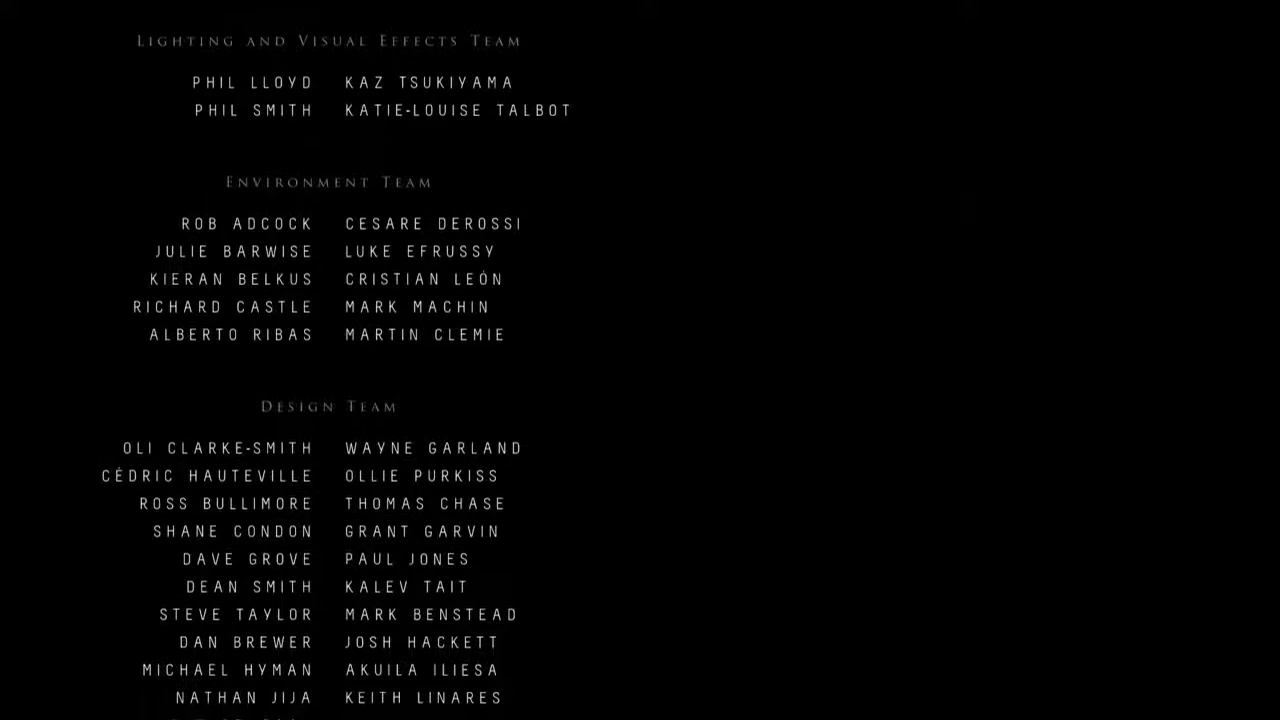 LIGHTING AND VISUAL EFFECTS TEAM
PHIL LLOYD KAZ TSUKIYAMA
PHIL SMITH KATIE-LOUISE TALBOT
ENVIRONMENT TEAM
ROB ADCOCK CESARE DEROSSI
JULIE BARWISE LUKE EFRUSSY
KIERAN BELKUS CRISTIAN LEÓN
RICHARD CASTLE MARK MACHIN
ALBERTO RIBAS MARTIN CLEMIE
DESIGN TEAM
OLI CLARKE-SMITH WAYNE GARLAND
CÉDRIC HAUTEVILLE OLLIE PURKISS
ROSS BULLIMORE THOMAS CHASE
SHANE CONDON GRANT GARVIN
DAVE GROVE PAUL JONES
DEAN SMITH KALEV TAIT
STEVE TAYLOR MARK BENSTEAD
DAN BREWER JOSH HACKETT
MICHAEL HYMAN AKUILA ILIESA
NATHAN JIJA KEITH LINARES